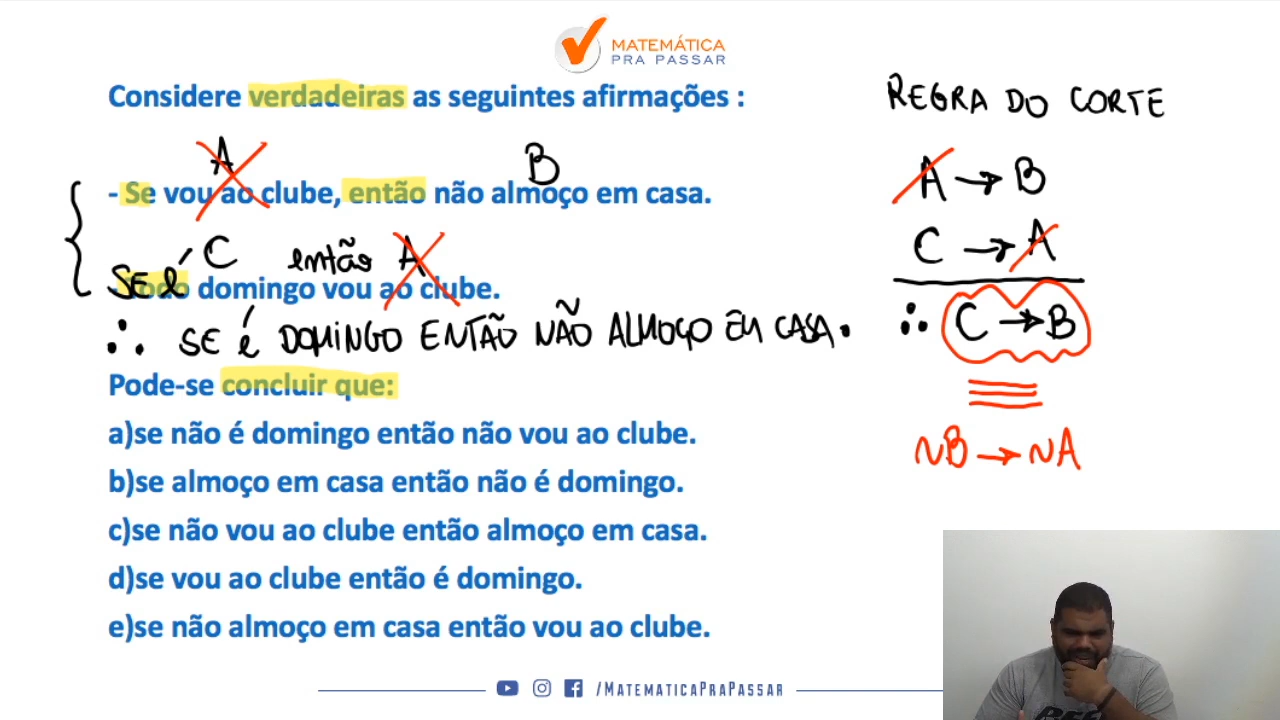 MATEMÁTICA
PRA PASSAR
Considere verdadeiras as seguintes afirmações :
A B
- Se vou ao clube, então não almoço em casa.
SE é C então A
- Todo domingo vou ao clube.
∴ SE é DOMINGO ENTÃO NÃO ALMOÇO EM CASA.
Pode-se concluir que:
a)se não é domingo então não vou ao clube.
b)se almoço em casa então não é domingo.
c)se não vou ao clube então almoço em casa.
d)se vou ao clube então é domingo.
e)se não almoço em casa então vou ao clube.
REGRA DO CORTE
A → B
C → A
∴ C → B
~B → ~A
/MATEMATICAPRAPASSAR